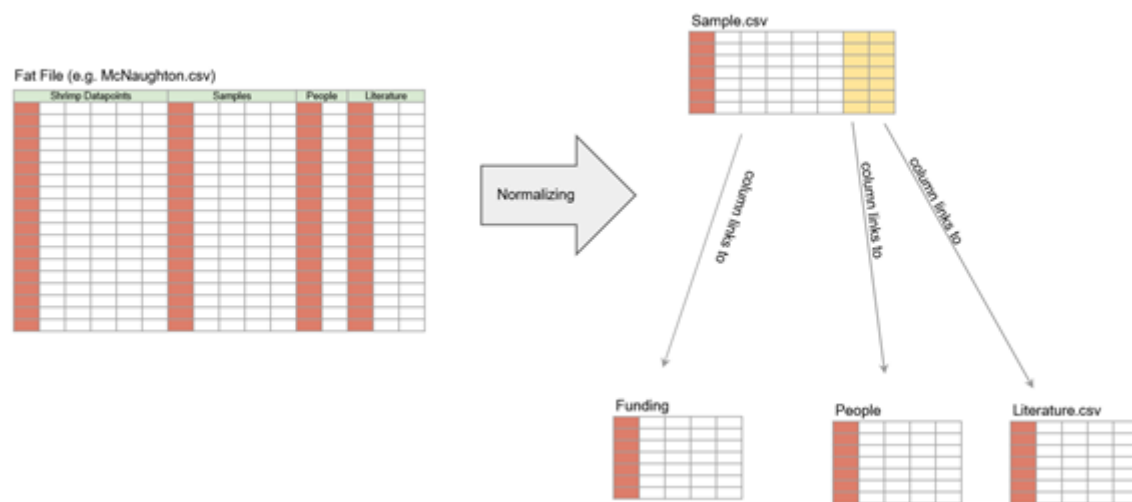 Sample.csv
Fat File (e.g. McNaughton.csv)
Shrimp Datapoints Samples People Literature
Normalizing
column links to
column links to
column links to
Funding
People
Literature.csv